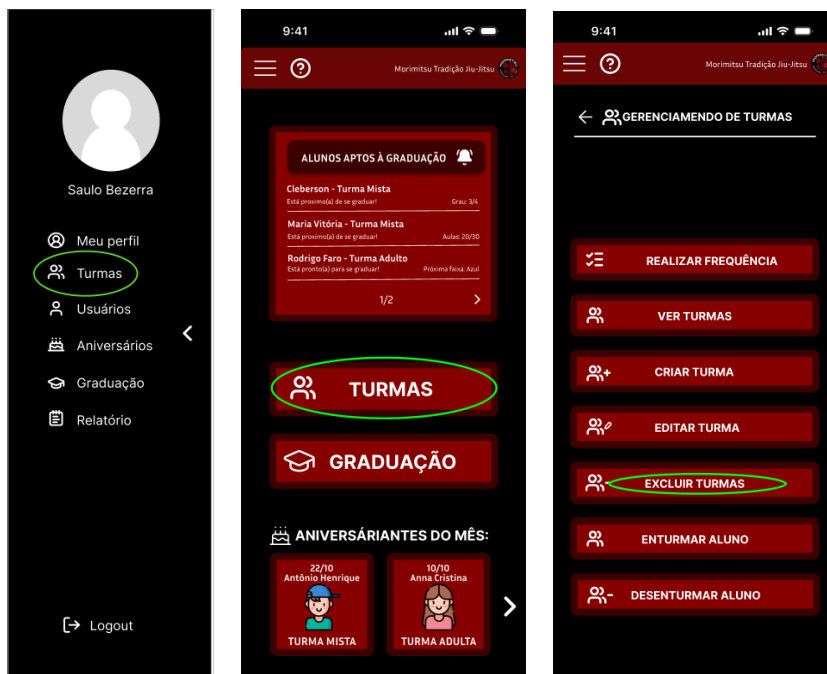 Saulo Bezerra
Meu perfil
Turmas
Usuários
Aniversários
Graduação
Relatório
Logout
9:41
Morimitsu Tradição Jiu-Jitsu
ALUNOS APTOS À GRADUAÇÃO
Cleberson - Turma Mista
Está proximo(a) de se graduar! Grau: 3/4
Maria Vitória - Turma Mista
Está proximo(a) de se graduar! Aulas: 20/30
Rodrigo Faro - Turma Adulto
Está pronto(a) para se graduar! Próxima faixa: Azul
1/2
TURMAS
GRADUAÇÃO
ANIVERSÁRIANTES DO MÊS:
22/10
Antônio Henrique
TURMA MISTA
10/10
Anna Cristina
TURMA ADULTA
9:41
Morimitsu Tradição Jiu-Jitsu
GERENCIAMENDO DE TURMAS
REALIZAR FREQUÊNCIA
VER TURMAS
CRIAR TURMA
EDITAR TURMA
EXCLUIR TURMAS
ENTURMAR ALUNO
DESENTURMAR ALUNO